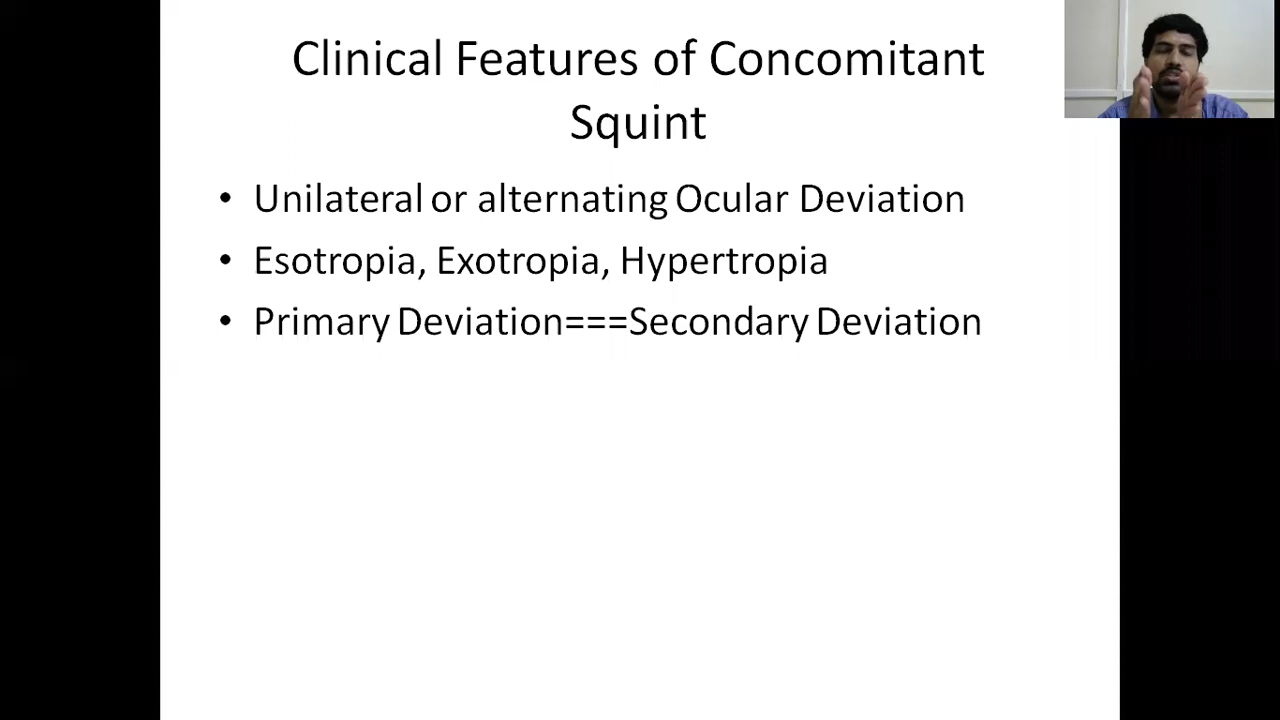 Clinical Features of Concomitant
Squint
• Unilateral or alternating Ocular Deviation
• Esotropia, Exotropia, Hypertropia
• Primary Deviation===Secondary Deviation